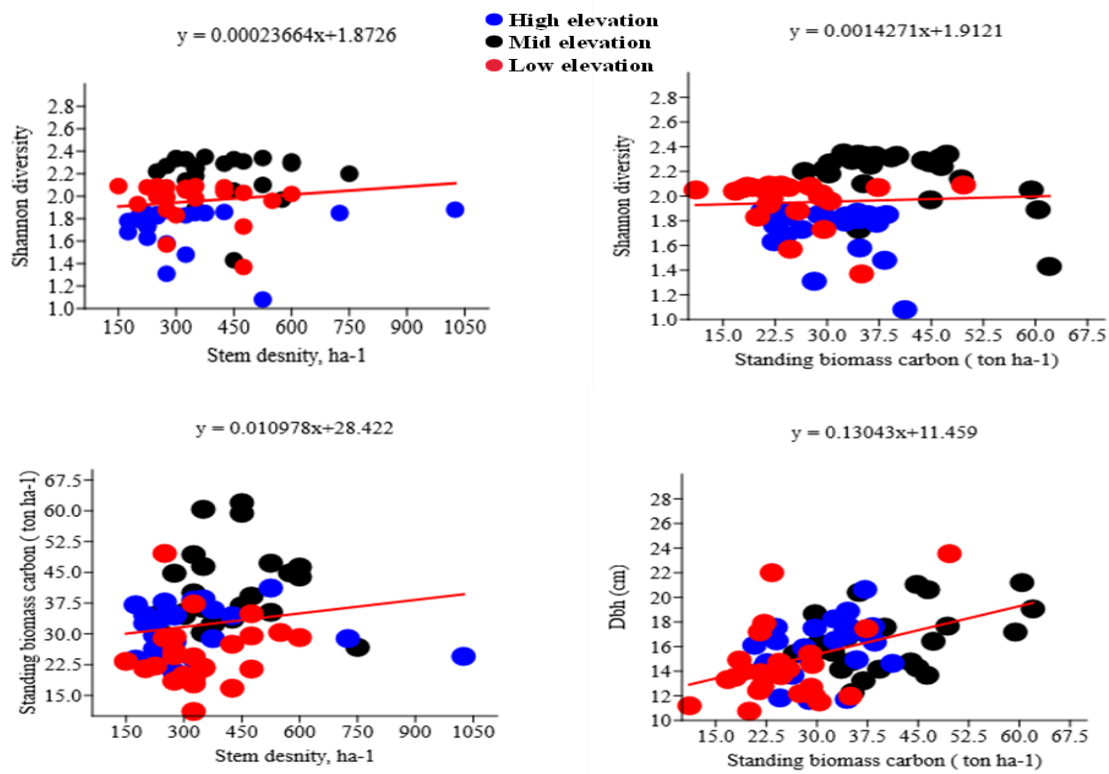 High elevation
Mid elevation
Low elevation
y = 0.00023664x+1.8726
Shannon diversity
2.8
2.6
2.4
2.2
2.0
1.8
1.6
1.4
1.2
1.0
150 300 450 600 750 900 1050
Stem desnity, ha-1
y = 0.0014271x+1.9121
Shannon diversity
2.8
2.6
2.4
2.2
2.0
1.8
1.6
1.4
1.2
1.0
15.0 22.5 30.0 37.5 45.0 52.5 60.0 67.5
Standing biomass carbon ( ton ha-1)
y = 0.010978x+28.422
Standing biomass carbon ( ton ha-1)
67.5
60.0
52.5
45.0
37.5
30.0
22.5
15.0
150 300 450 600 750 900 1050
Stem desnity, ha-1
y = 0.13043x+11.459
Dbh (cm)
28
26
24
22
20
18
16
14
12
10
15.0 22.5 30.0 37.5 45.0 52.5 60.0 67.5
Standing biomass carbon ( ton ha-1)